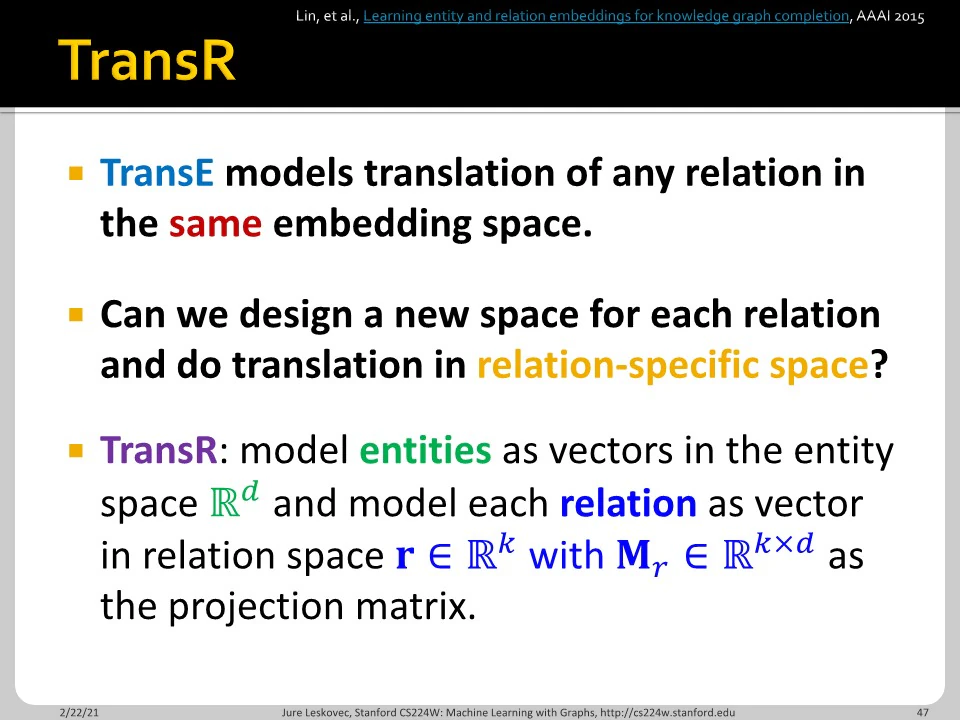 Lin, et al., Learning entity and relation embeddings for knowledge graph completion, AAAI 2015
TransR
▪ TransE models translation of any relation in
the same embedding space.
▪ Can we design a new space for each relation
and do translation in relation-specific space?
▪ TransR: model entities as vectors in the entity
space ℝ^d and model each relation as vector
in relation space 𝐫 ∈ ℝ^k with 𝐌_r ∈ ℝ^{k×d} as
the projection matrix.
2/22/21 Jure Leskovec, Stanford CS224W: Machine Learning with Graphs, http://cs224w.stanford.edu 47